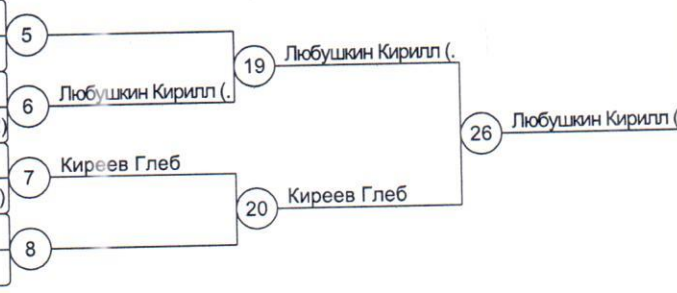 5
19
Любушкин Кирилл (.
6
Любушкин Кирилл (.
)
26
Любушкин Кирилл (
7
Киреев Глеб
)
20
Киреев Глеб
8